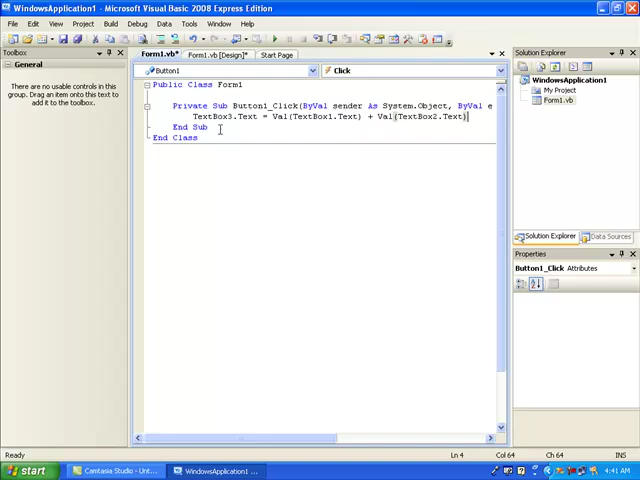 WindowsApplication1 - Microsoft Visual Basic 2008 Express Edition
File Edit View Project Build Debug Data Tools Window Help
Toolbox
General
There are no usable controls in this
group. Drag an item onto this text to
add it to the toolbox.
Form1.vb* Form1.vb [Design]* Start Page
Button1 Click
Public Class Form1
Private Sub Button1_Click(ByVal sender As System.Object, ByVal e
TextBox3.Text = Val(TextBox1.Text) + Val(TextBox2.Text)
End Sub
End Class
Solution Explorer
WindowsApplication1
My Project
Form1.vb
Solution Explorer Data Sources
Properties
Button1_Click Attributes
Ready Ln 4 Col 64 Ch 64 INS
start Camtasia Studio - Unt... WindowsApplication1 ... 4:41 AM